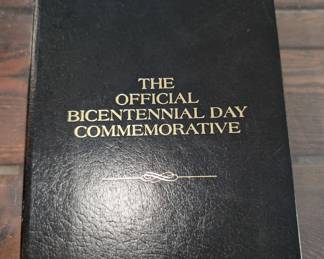 THE
OFFICIAL
BICENTENNIAL DAY
COMMEMORATIVE